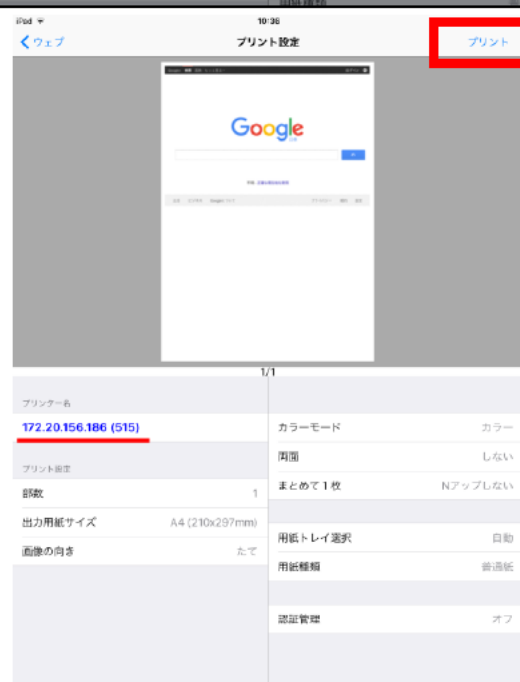 iPod
10:36
ウェブ
プリント設定
プリント
Google
1/1
プリンター名
172.20.156.186 (515)
プリント設定
部数 1
出力用紙サイズ A4 (210x297mm)
画像の向き たて
カラーモード カラー
両面 しない
まとめて1枚 Nアップしない
用紙トレイ選択 自動
用紙種類 普通紙
認証管理 オフ